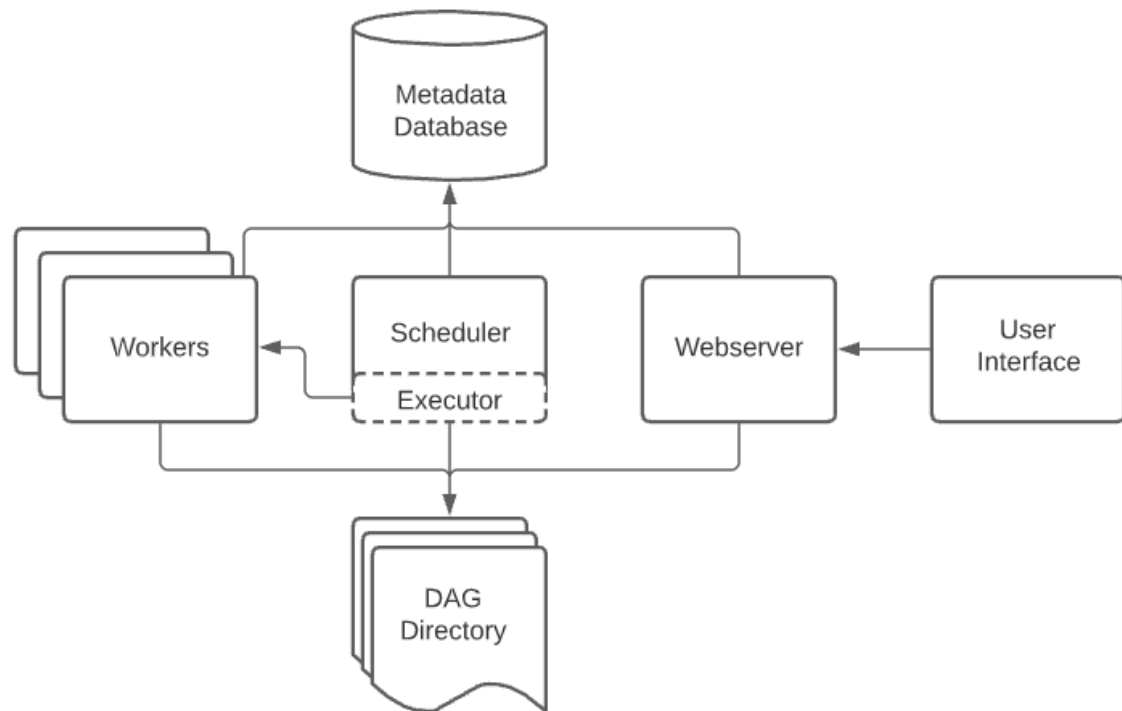 Metadata
Database
Workers
Scheduler
Executor
Webserver
User
Interface
DAG
Directory